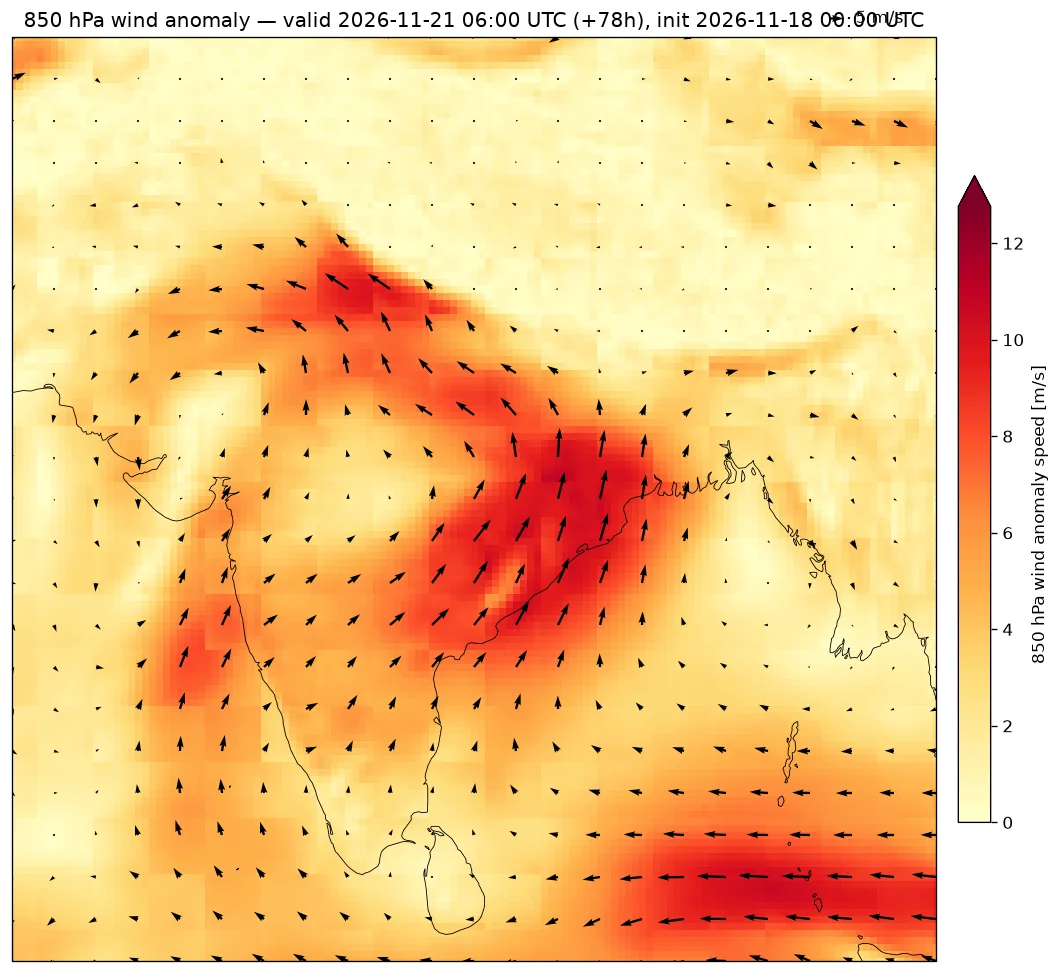 850 hPa wind anomaly — valid 2026-11-21 06:00 UTC (+78h), init 2026-11-18 00:00 UTC
5 m/s
12
10
8
6
4
2
0
850 hPa wind anomaly speed [m/s]